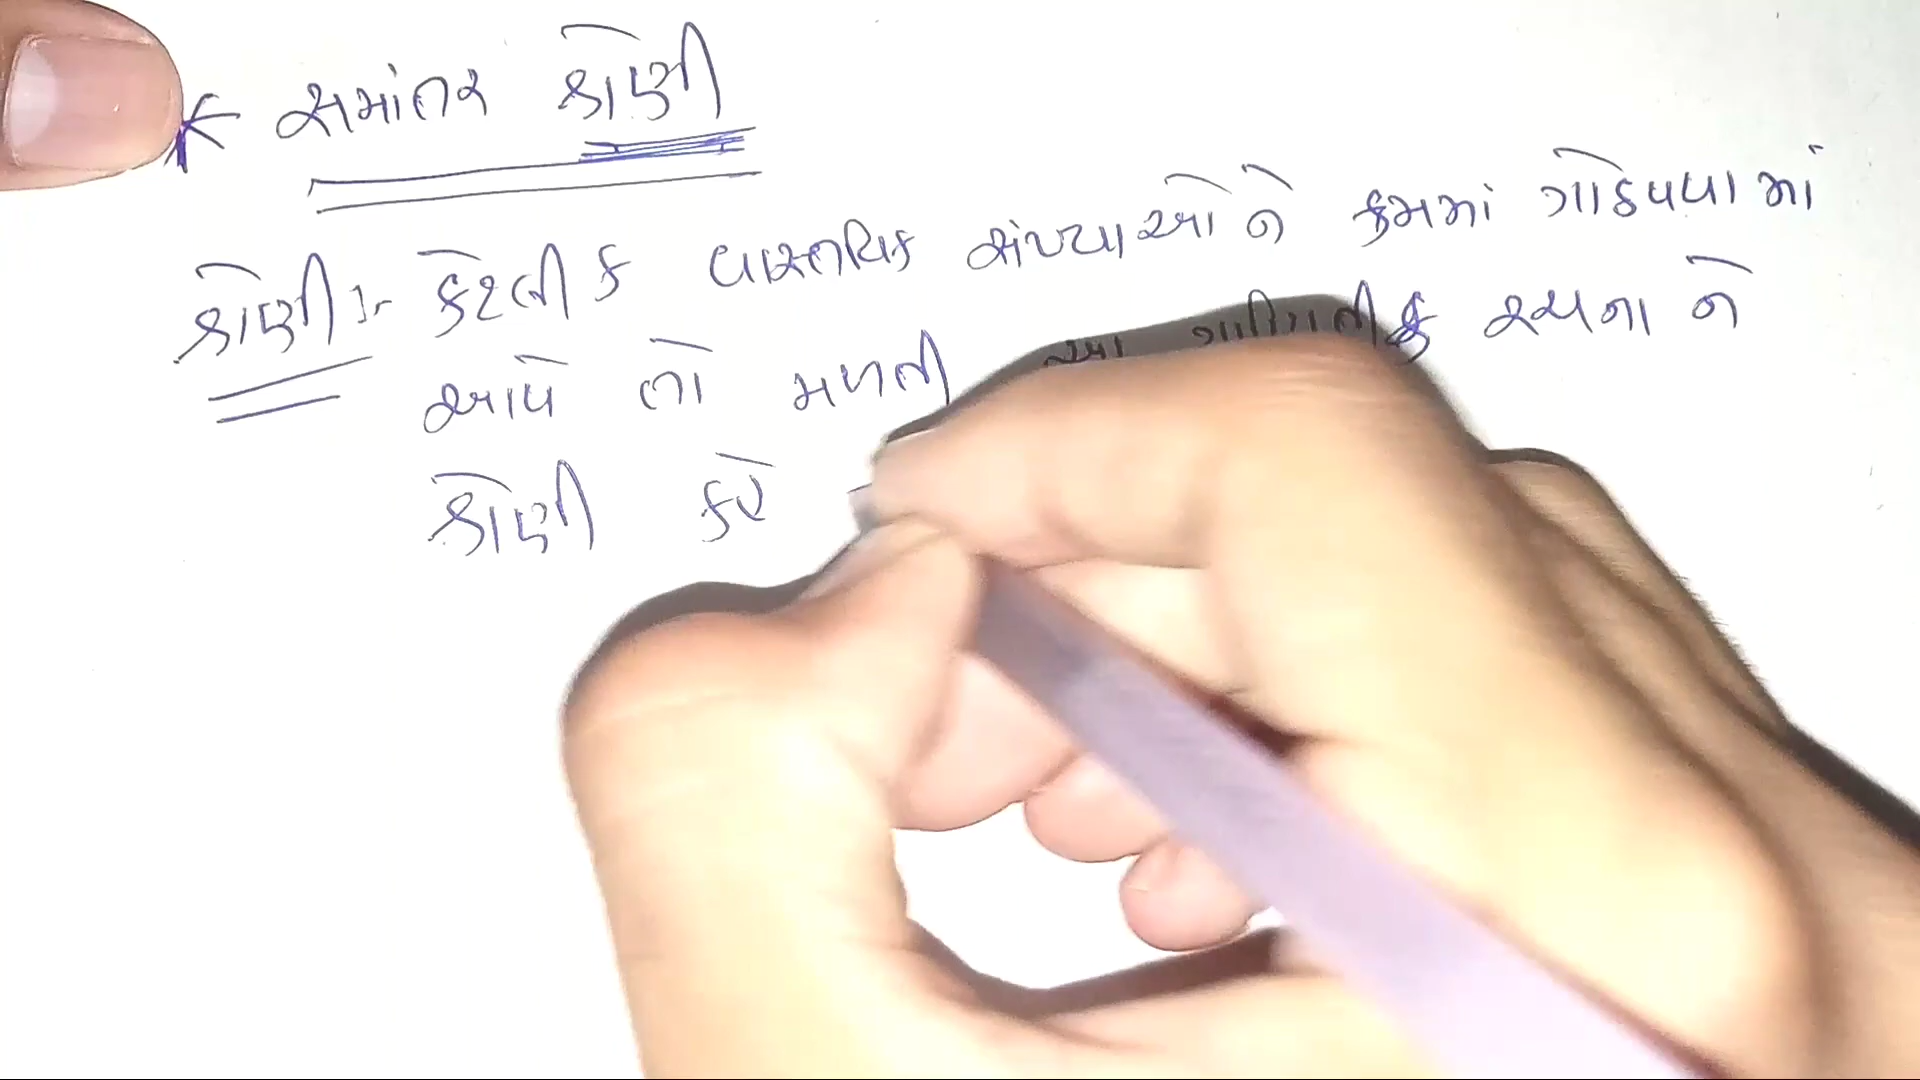 * સમાંતર શ્રેણી
શ્રેણી :- કેટલીક વાસ્તવિક સંખ્યાઓને ક્રમમાં ગોઠવવામાં
આવે તો મળતી આ ગાણિતીક રચનાને
શ્રેણી કહે